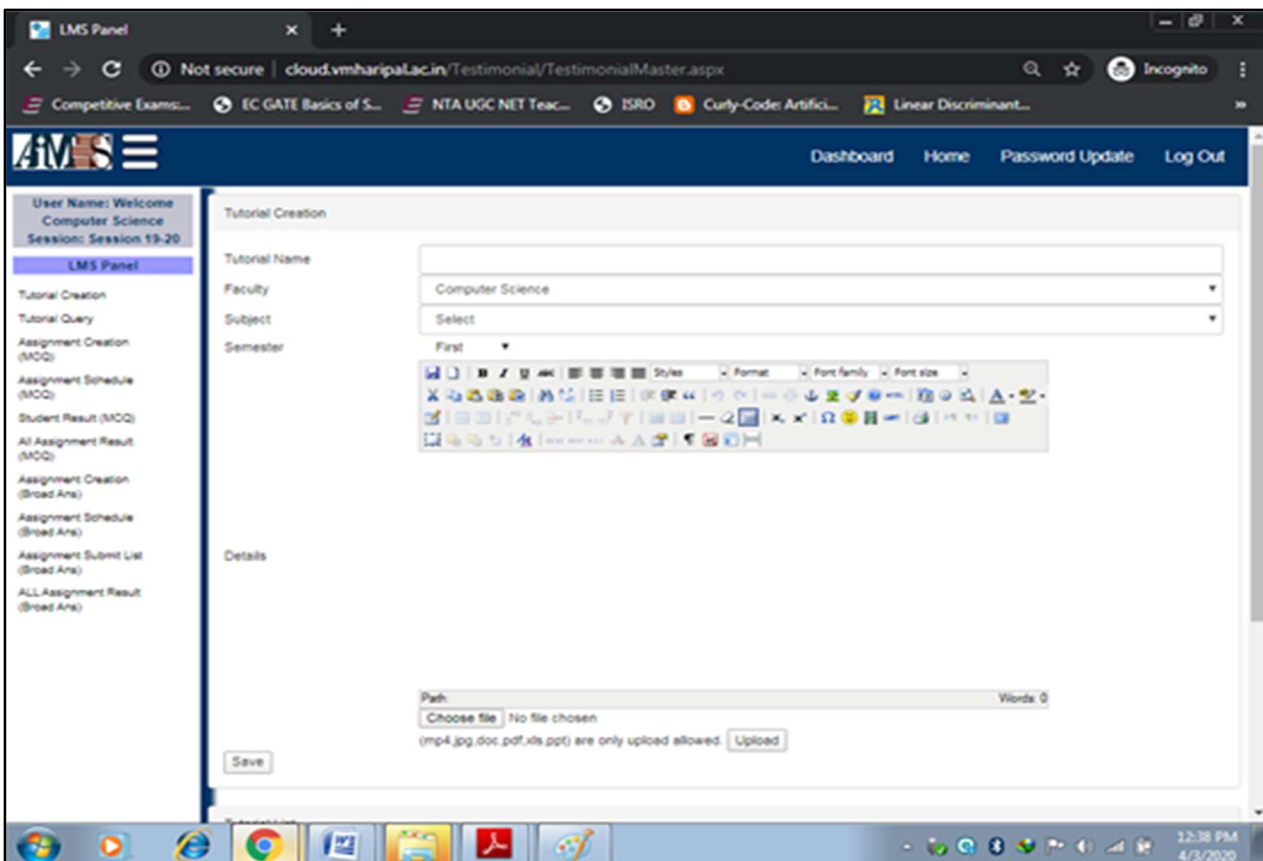 LMS Panel
Not secure | cloud.vmharipal.ac.in/Testimonial/TestimonialMaster.aspx
Incognito
Competitive Exams:...
EC GATE Basics of S...
NTA UGC NET Teac...
ISRO
Curly-Code: Artifici...
Linear Discriminant...
AiMS
Dashboard
Home
Password Update
Log Out
User Name: Welcome
Computer Science
Session: Session 19-20
LMS Panel
Tutorial Creation
Tutorial Query
Assignment Creation
(MCQ)
Assignment Schedule
(MCQ)
Student Result (MCQ)
All Assignment Result
(MCQ)
Assignment Creation
(Broad Ans)
Assignment Schedule
(Broad Ans)
Assignment Submit List
(Broad Ans)
ALL Assignment Result
(Broad Ans)
Tutorial Creation
Tutorial Name
Faculty
Computer Science
Subject
Select
Semester
First
Styles
Format
Font family
Font size
Details
Path:
Words: 0
Choose file No file chosen
(mp4,jpg,doc,pdf,xls,ppt) are only upload allowed. Upload
Save
Tutorial List
12:38 PM
4/3/2020